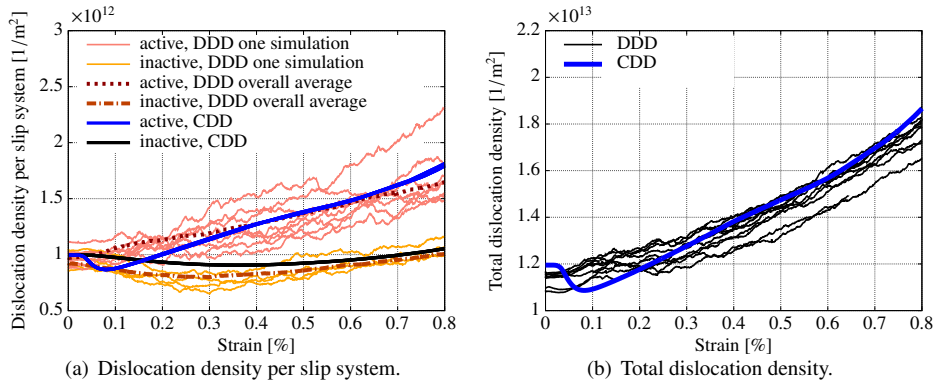 ×10^12
3
2.5
2
1.5
1
0.5
Dislocation density per slip system [1/m^2]
active, DDD one simulation
inactive, DDD one simulation
active, DDD overall average
inactive, DDD overall average
active, CDD
inactive, CDD
0 0.1 0.2 0.3 0.4 0.5 0.6 0.7 0.8
Strain [%]
(a) Dislocation density per slip system.
×10^13
2.2
2
1.8
1.6
1.4
1.2
1
Total dislocation density [1/m^2]
DDD
CDD
0 0.1 0.2 0.3 0.4 0.5 0.6 0.7 0.8
Strain [%]
(b) Total dislocation density.